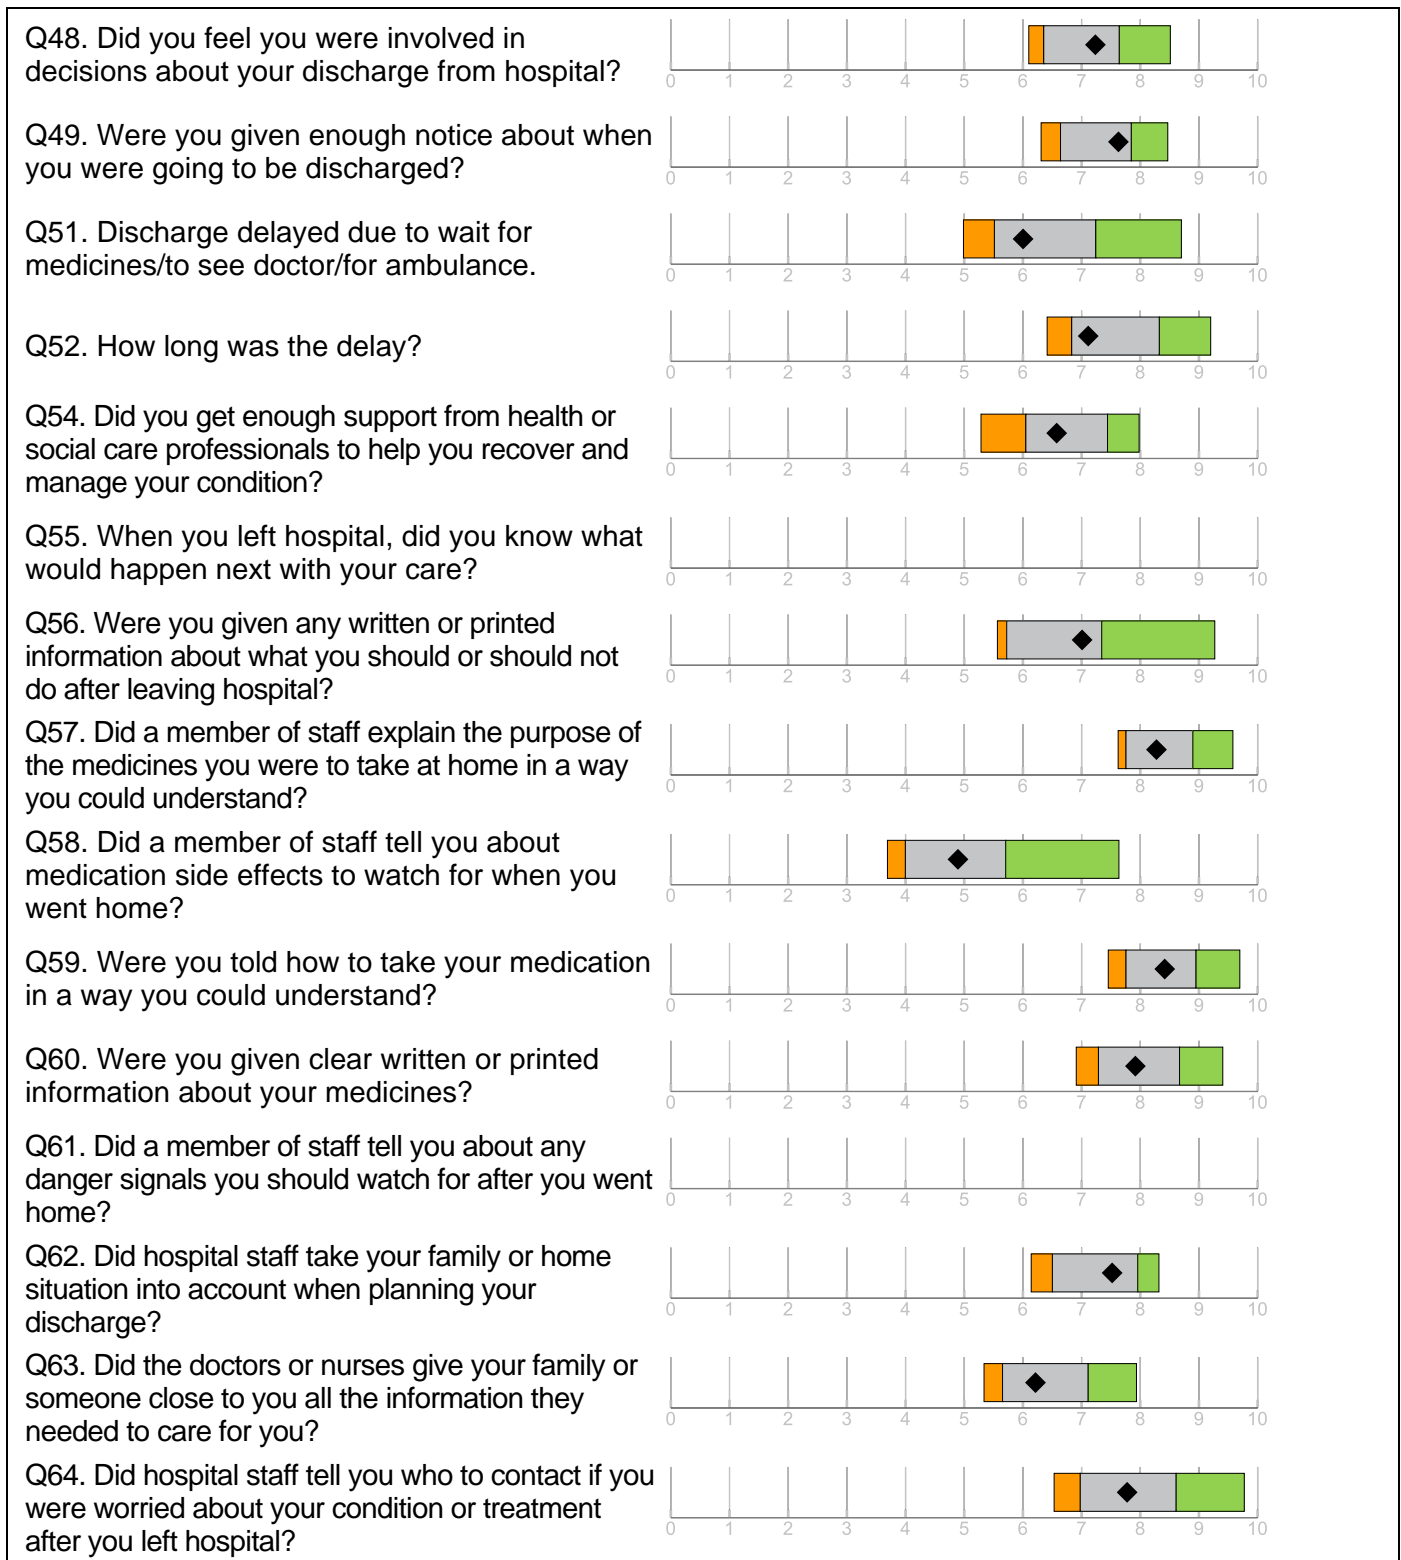 Q48. Did you feel you were involved in
decisions about your discharge from hospital?
0 1 2 3 4 5 6 7 8 9 10
Q49. Were you given enough notice about when
you were going to be discharged?
0 1 2 3 4 5 6 7 8 9 10
Q51. Discharge delayed due to wait for
medicines/to see doctor/for ambulance.
0 1 2 3 4 5 6 7 8 9 10
Q52. How long was the delay?
0 1 2 3 4 5 6 7 8 9 10
Q54. Did you get enough support from health or
social care professionals to help you recover and
manage your condition?
0 1 2 3 4 5 6 7 8 9 10
Q55. When you left hospital, did you know what
would happen next with your care?
0 1 2 3 4 5 6 7 8 9 10
Q56. Were you given any written or printed
information about what you should or should not
do after leaving hospital?
0 1 2 3 4 5 6 7 8 9 10
Q57. Did a member of staff explain the purpose of
the medicines you were to take at home in a way
you could understand?
0 1 2 3 4 5 6 7 8 9 10
Q58. Did a member of staff tell you about
medication side effects to watch for when you
went home?
0 1 2 3 4 5 6 7 8 9 10
Q59. Were you told how to take your medication
in a way you could understand?
0 1 2 3 4 5 6 7 8 9 10
Q60. Were you given clear written or printed
information about your medicines?
0 1 2 3 4 5 6 7 8 9 10
Q61. Did a member of staff tell you about any
danger signals you should watch for after you went
home?
0 1 2 3 4 5 6 7 8 9 10
Q62. Did hospital staff take your family or home
situation into account when planning your
discharge?
0 1 2 3 4 5 6 7 8 9 10
Q63. Did the doctors or nurses give your family or
someone close to you all the information they
needed to care for you?
0 1 2 3 4 5 6 7 8 9 10
Q64. Did hospital staff tell you who to contact if you
were worried about your condition or treatment
after you left hospital?
0 1 2 3 4 5 6 7 8 9 10